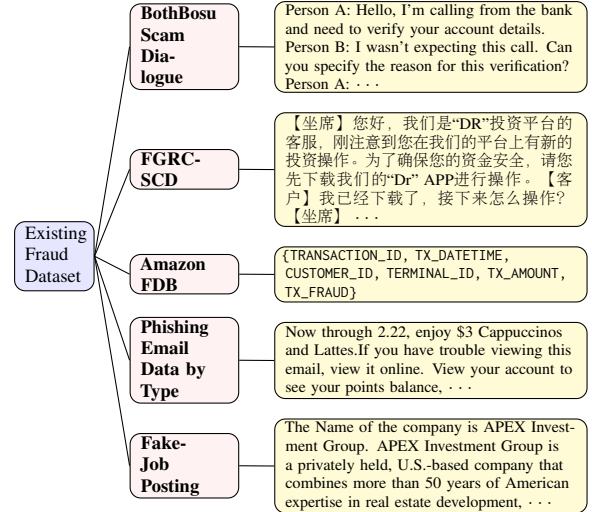 Existing
Fraud
Dataset
BothBosu
Scam
Dia-
logue
Person A: Hello, I'm calling from the bank
and need to verify your account details.
Person B: I wasn't expecting this call. Can
you specify the reason for this verification?
Person A: · · ·
FGRC-
SCD
【坐席】您好，我们是“DR”投资平台的
客服，刚注意到您在我们的平台上有新的
投资操作。为了确保您的资金安全，请您
先下载我们的“Dr” APP进行操作。【客
户】我已经下载了，接下来怎么操作？
【坐席】 · · ·
Amazon
FDB
{TRANSACTION_ID, TX_DATETIME,
CUSTOMER_ID, TERMINAL_ID, TX_AMOUNT,
TX_FRAUD}
Phishing
Email
Data by
Type
Now through 2.22, enjoy $3 Cappuccinos
and Lattes.If you have trouble viewing this
email, view it online. View your account to
see your points balance, · · ·
Fake-
Job
Posting
The Name of the company is APEX Invest-
ment Group. APEX Investment Group is
a privately held, U.S.-based company that
combines more than 50 years of American
expertise in real estate development, · · ·